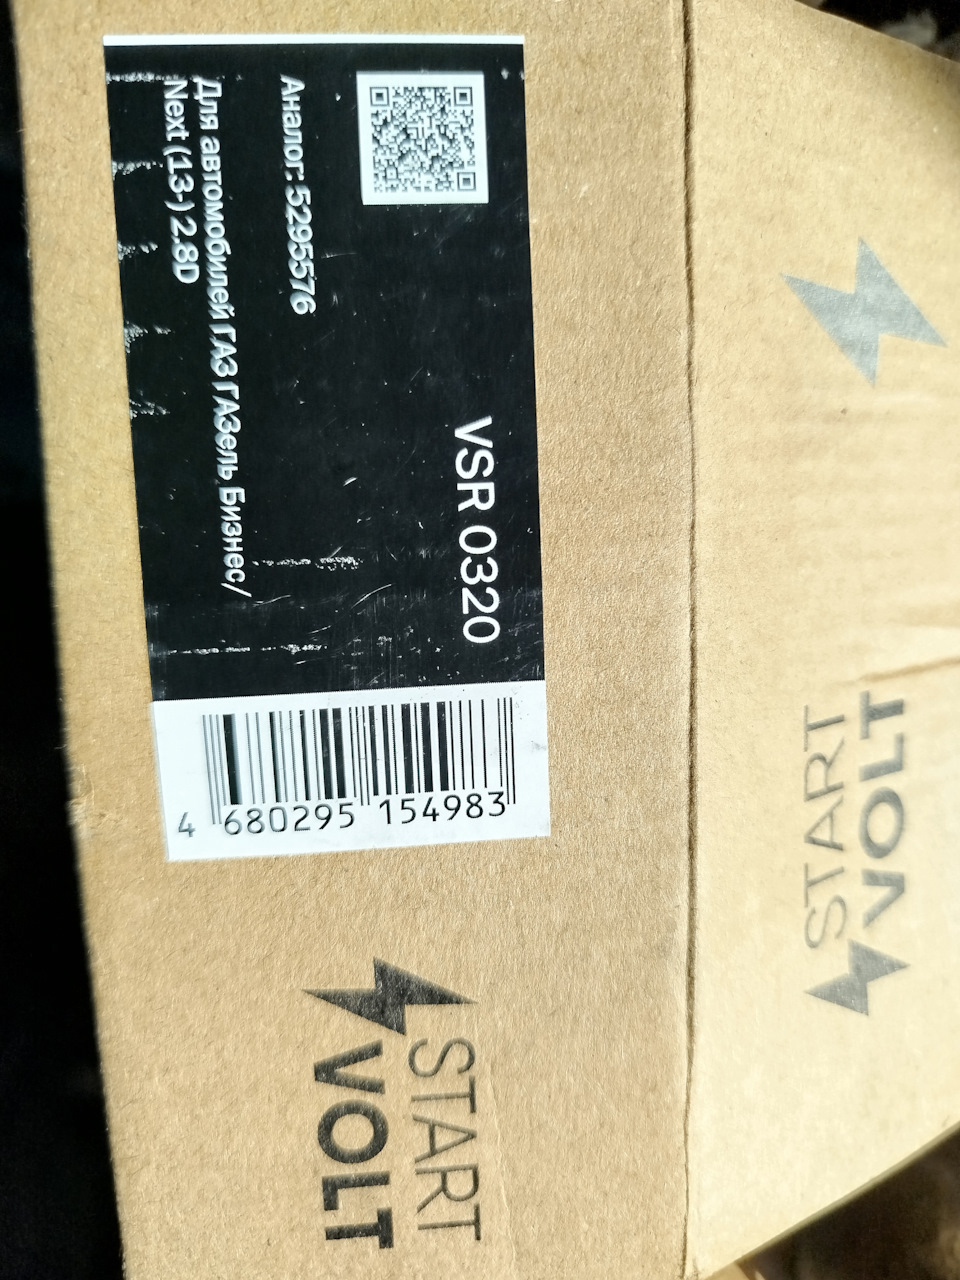 VSR 0320
Аналог: 5295576
Для автомобилей ГАЗ ГАЗель Бизнес/
Next (13-) 2.8D
4 680295 154983
START
VOLT
START
VOLT